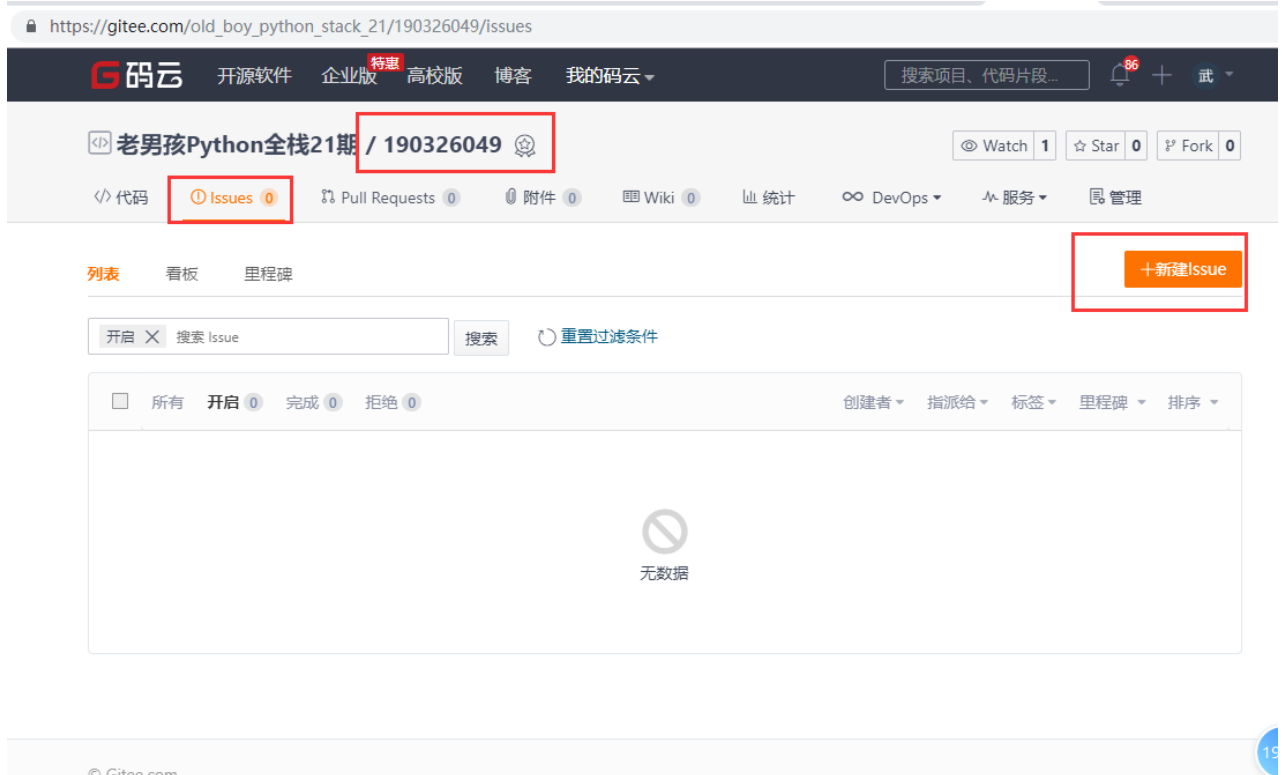 https://gitee.com/old_boy_python_stack_21/190326049/issues
G 码云 开源软件 企业版 特惠 高校版 博客 我的码云 搜索项目、代码片段... 86 武
老男孩Python全栈21期 / 190326049 Watch 1 Star 0 Fork 0
代码 Issues 0 Pull Requests 0 附件 0 Wiki 0 统计 DevOps 服务 管理
列表 看板 里程碑 +新建Issue
开启 搜索 Issue 搜索 重置过滤条件
所有 开启 0 完成 0 拒绝 0 创建者 指派给 标签 里程碑 排序
无数据
19
© Gitee.com